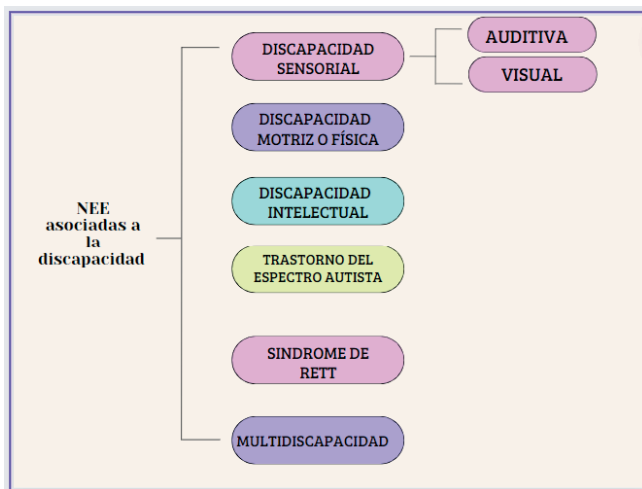 NEE
asociadas a
la
discapacidad
DISCAPACIDAD
SENSORIAL
AUDITIVA
VISUAL
DISCAPACIDAD
MOTRIZ O FÍSICA
DISCAPACIDAD
INTELECTUAL
TRASTORNO DEL
ESPECTRO AUTISTA
SINDROME DE
RETT
MULTIDISCAPACIDAD